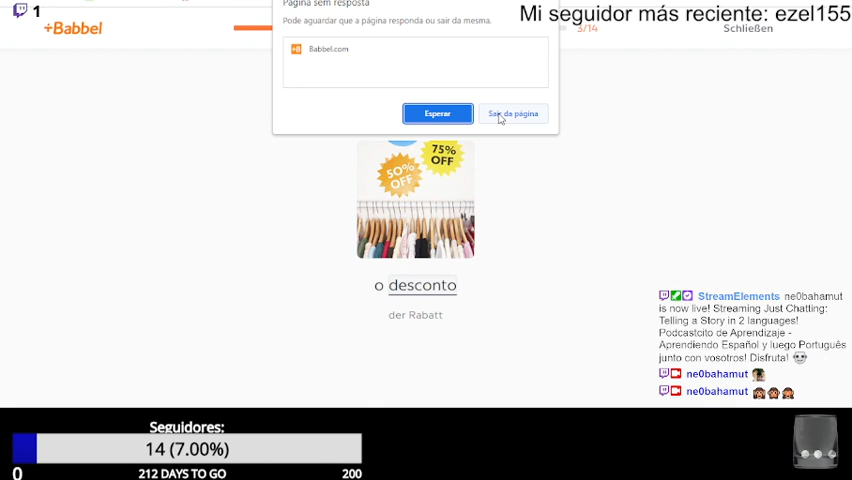 1
Página sem resposta
Mi seguidor más reciente: ezel155
Pode aguardar que a página responda ou sair da mesma.
+Babbel
3/14
Schließen
Babbel.com
Esperar
Sair da página
75%
OFF
50%
OFF
o desconto
der Rabatt
StreamElements ne0bahamut
is now live! Streaming Just Chatting:
Telling a Story in 2 languages!
Podcastcito de Aprendizaje -
Aprendiendo Español y luego Português
junto con vosotros! Disfruta!
ne0bahamut
ne0bahamut
Seguidores:
14 (7.00%)
0
212 DAYS TO GO
200